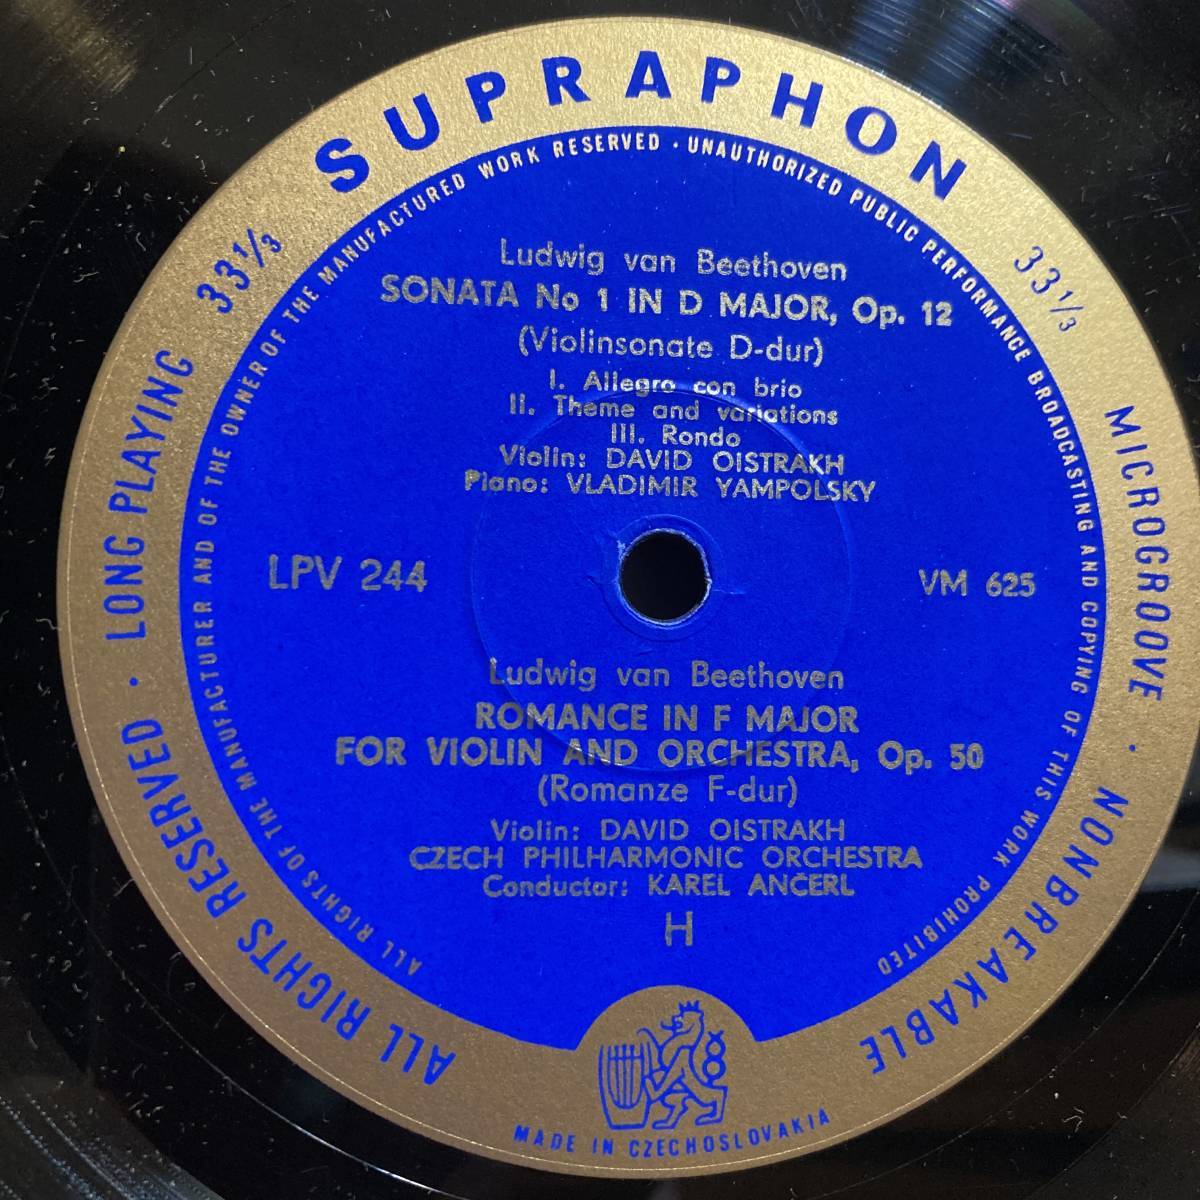 SUPRAPHON
33⅓
33⅓
LONG PLAYING
MICROGROOVE · NONBREAKABLE
ALL RIGHTS RESERVED ·
ALL RIGHTS OF THE MANUFACTURER AND OF THE OWNER OF THE MANUFACTURED WORK RESERVED · UNAUTHORIZED PUBLIC PERFORMANCE BROADCASTING AND COPYING OF THIS WORK PROHIBITED
Ludwig van Beethoven
SONATA No 1 IN D MAJOR, Op. 12
(Violinsonate D-dur)
I. Allegro con brio
II. Theme and variations
III. Rondo
Violin: DAVID OISTRAKH
Piano: VLADIMIR YAMPOLSKY
LPV 244
VM 625
Ludwig van Beethoven
ROMANCE IN F MAJOR
FOR VIOLIN AND ORCHESTRA, Op. 50
(Romanze F-dur)
Violin: DAVID OISTRAKH
CZECH PHILHARMONIC ORCHESTRA
Conductor: KAREL ANČERL
H
MADE IN CZECHOSLOVAKIA